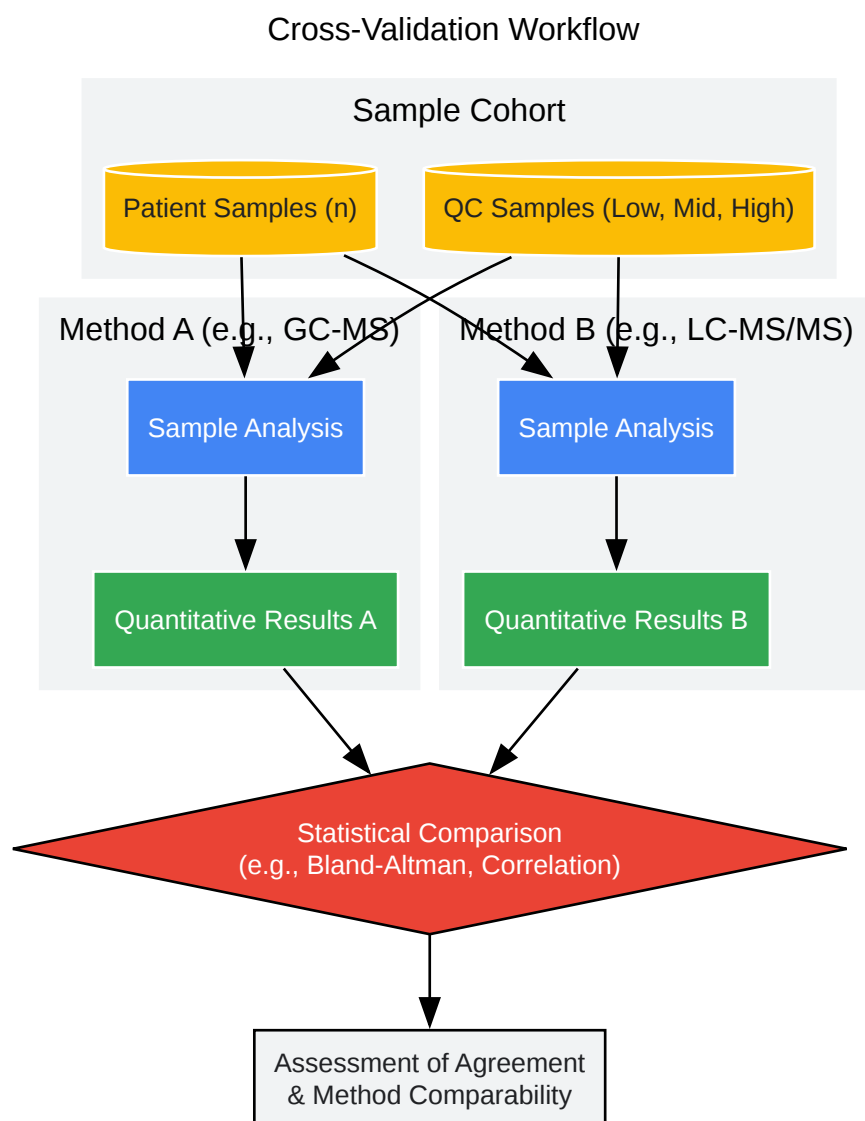 Cross-Validation Workflow
Sample Cohort
Patient Samples (n)
QC Samples (Low, Mid, High)
Method A (e.g., GC-MS)
Method B (e.g., LC-MS/MS)
Sample Analysis
Sample Analysis
Quantitative Results A
Quantitative Results B
Statistical Comparison
(e.g., Bland-Altman, Correlation)
Assessment of Agreement
& Method Comparability